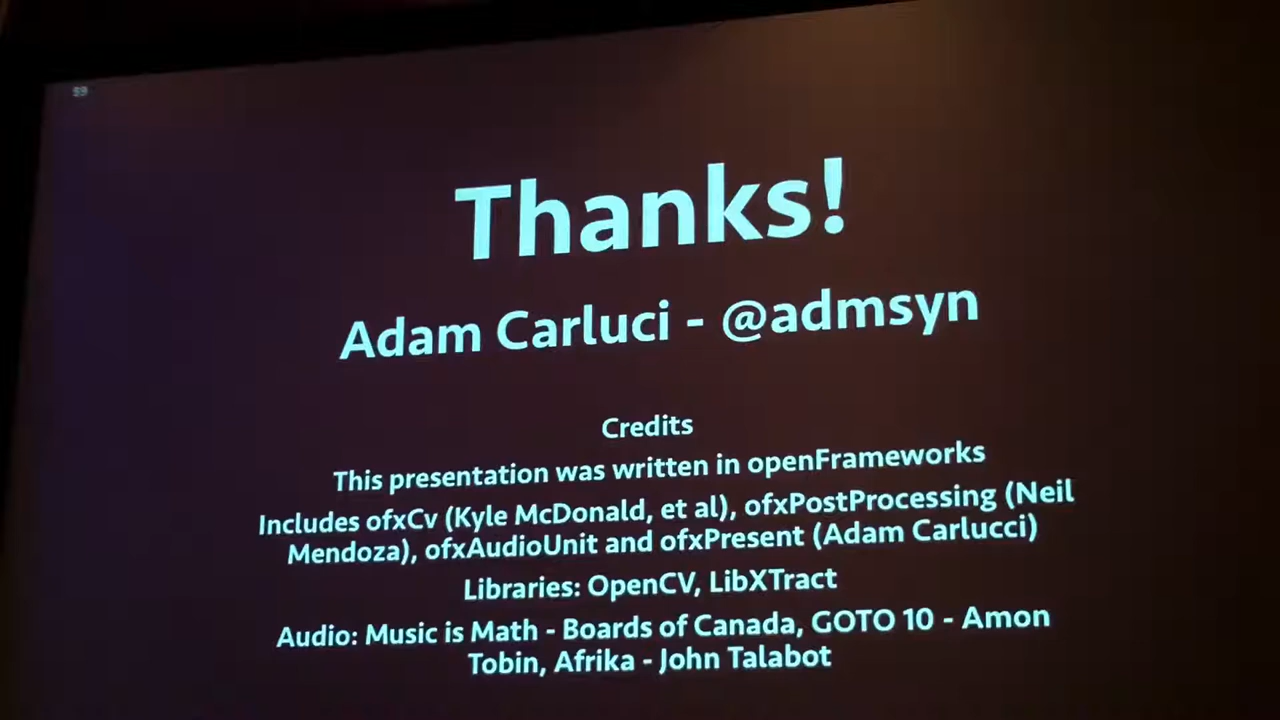 59
Thanks!
Adam Carluci - @admsyn
Credits
This presentation was written in openFrameworks
Includes ofxCv (Kyle McDonald, et al), ofxPostProcessing (Neil
Mendoza), ofxAudioUnit and ofxPresent (Adam Carlucci)
Libraries: OpenCV, LibXTract
Audio: Music is Math - Boards of Canada, GOTO 10 - Amon
Tobin, Afrika - John Talabot